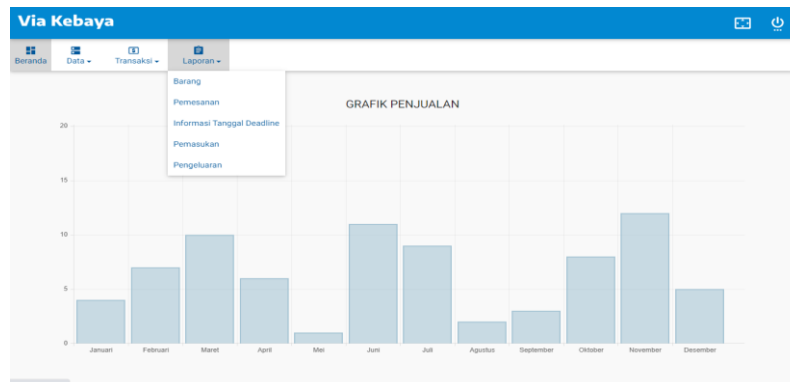 Via Kebaya
Beranda Data Transaksi Laporan
Barang
Pemesanan
Informasi Tanggal Deadline
Pemasukan
Pengeluaran
GRAFIK PENJUALAN
20
15
10
5
0
Januari Februari Maret April Mei Juni Juli Agustus September Oktober November Desember